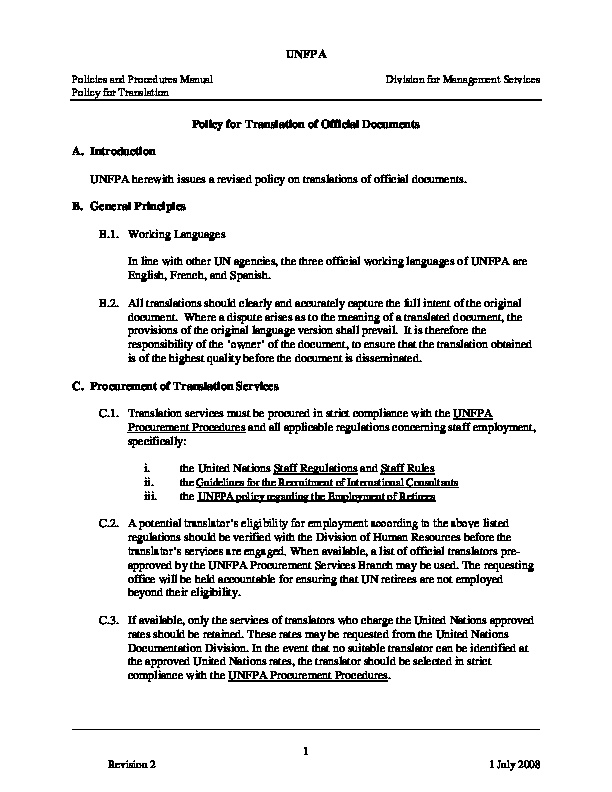 UNFPA
Policies and Procedures Manual Division for Management Services
Policy for Translation
Policy for Translation of Official Documents
A. Introduction
UNFPA herewith issues a revised policy on translations of official documents.
B. General Principles
B.1. Working Languages
In line with other UN agencies, the three official working languages of UNFPA are
English, French, and Spanish.
B.2. All translations should clearly and accurately capture the full intent of the original
document. Where a dispute arises as to the meaning of a translated document, the
provisions of the original language version shall prevail. It is therefore the
responsibility of the 'owner' of the document, to ensure that the translation obtained
is of the highest quality before the document is disseminated.
C. Procurement of Translation Services
C.1. Translation services must be procured in strict compliance with the UNFPA
Procurement Procedures and all applicable regulations concerning staff employment,
specifically:
i. the United Nations Staff Regulations and Staff Rules
ii. the Guidelines for the Recruitment of International Consultants
iii. the UNFPA policy regarding the Employment of Retirees
C.2. A potential translator's eligibility for employment according to the above listed
regulations should be verified with the Division of Human Resources before the
translator's services are engaged. When available, a list of official translators pre-
approved by the UNFPA Procurement Services Branch may be used. The requesting
office will be held accountable for ensuring that UN retirees are not employed
beyond their eligibility.
C.3. If available, only the services of translators who charge the United Nations approved
rates should be retained. These rates may be requested from the United Nations
Documentation Division. In the event that no suitable translator can be identified at
the approved United Nations rates, the translator should be selected in strict
compliance with the UNFPA Procurement Procedures.
1
Revision 2 1 July 2008